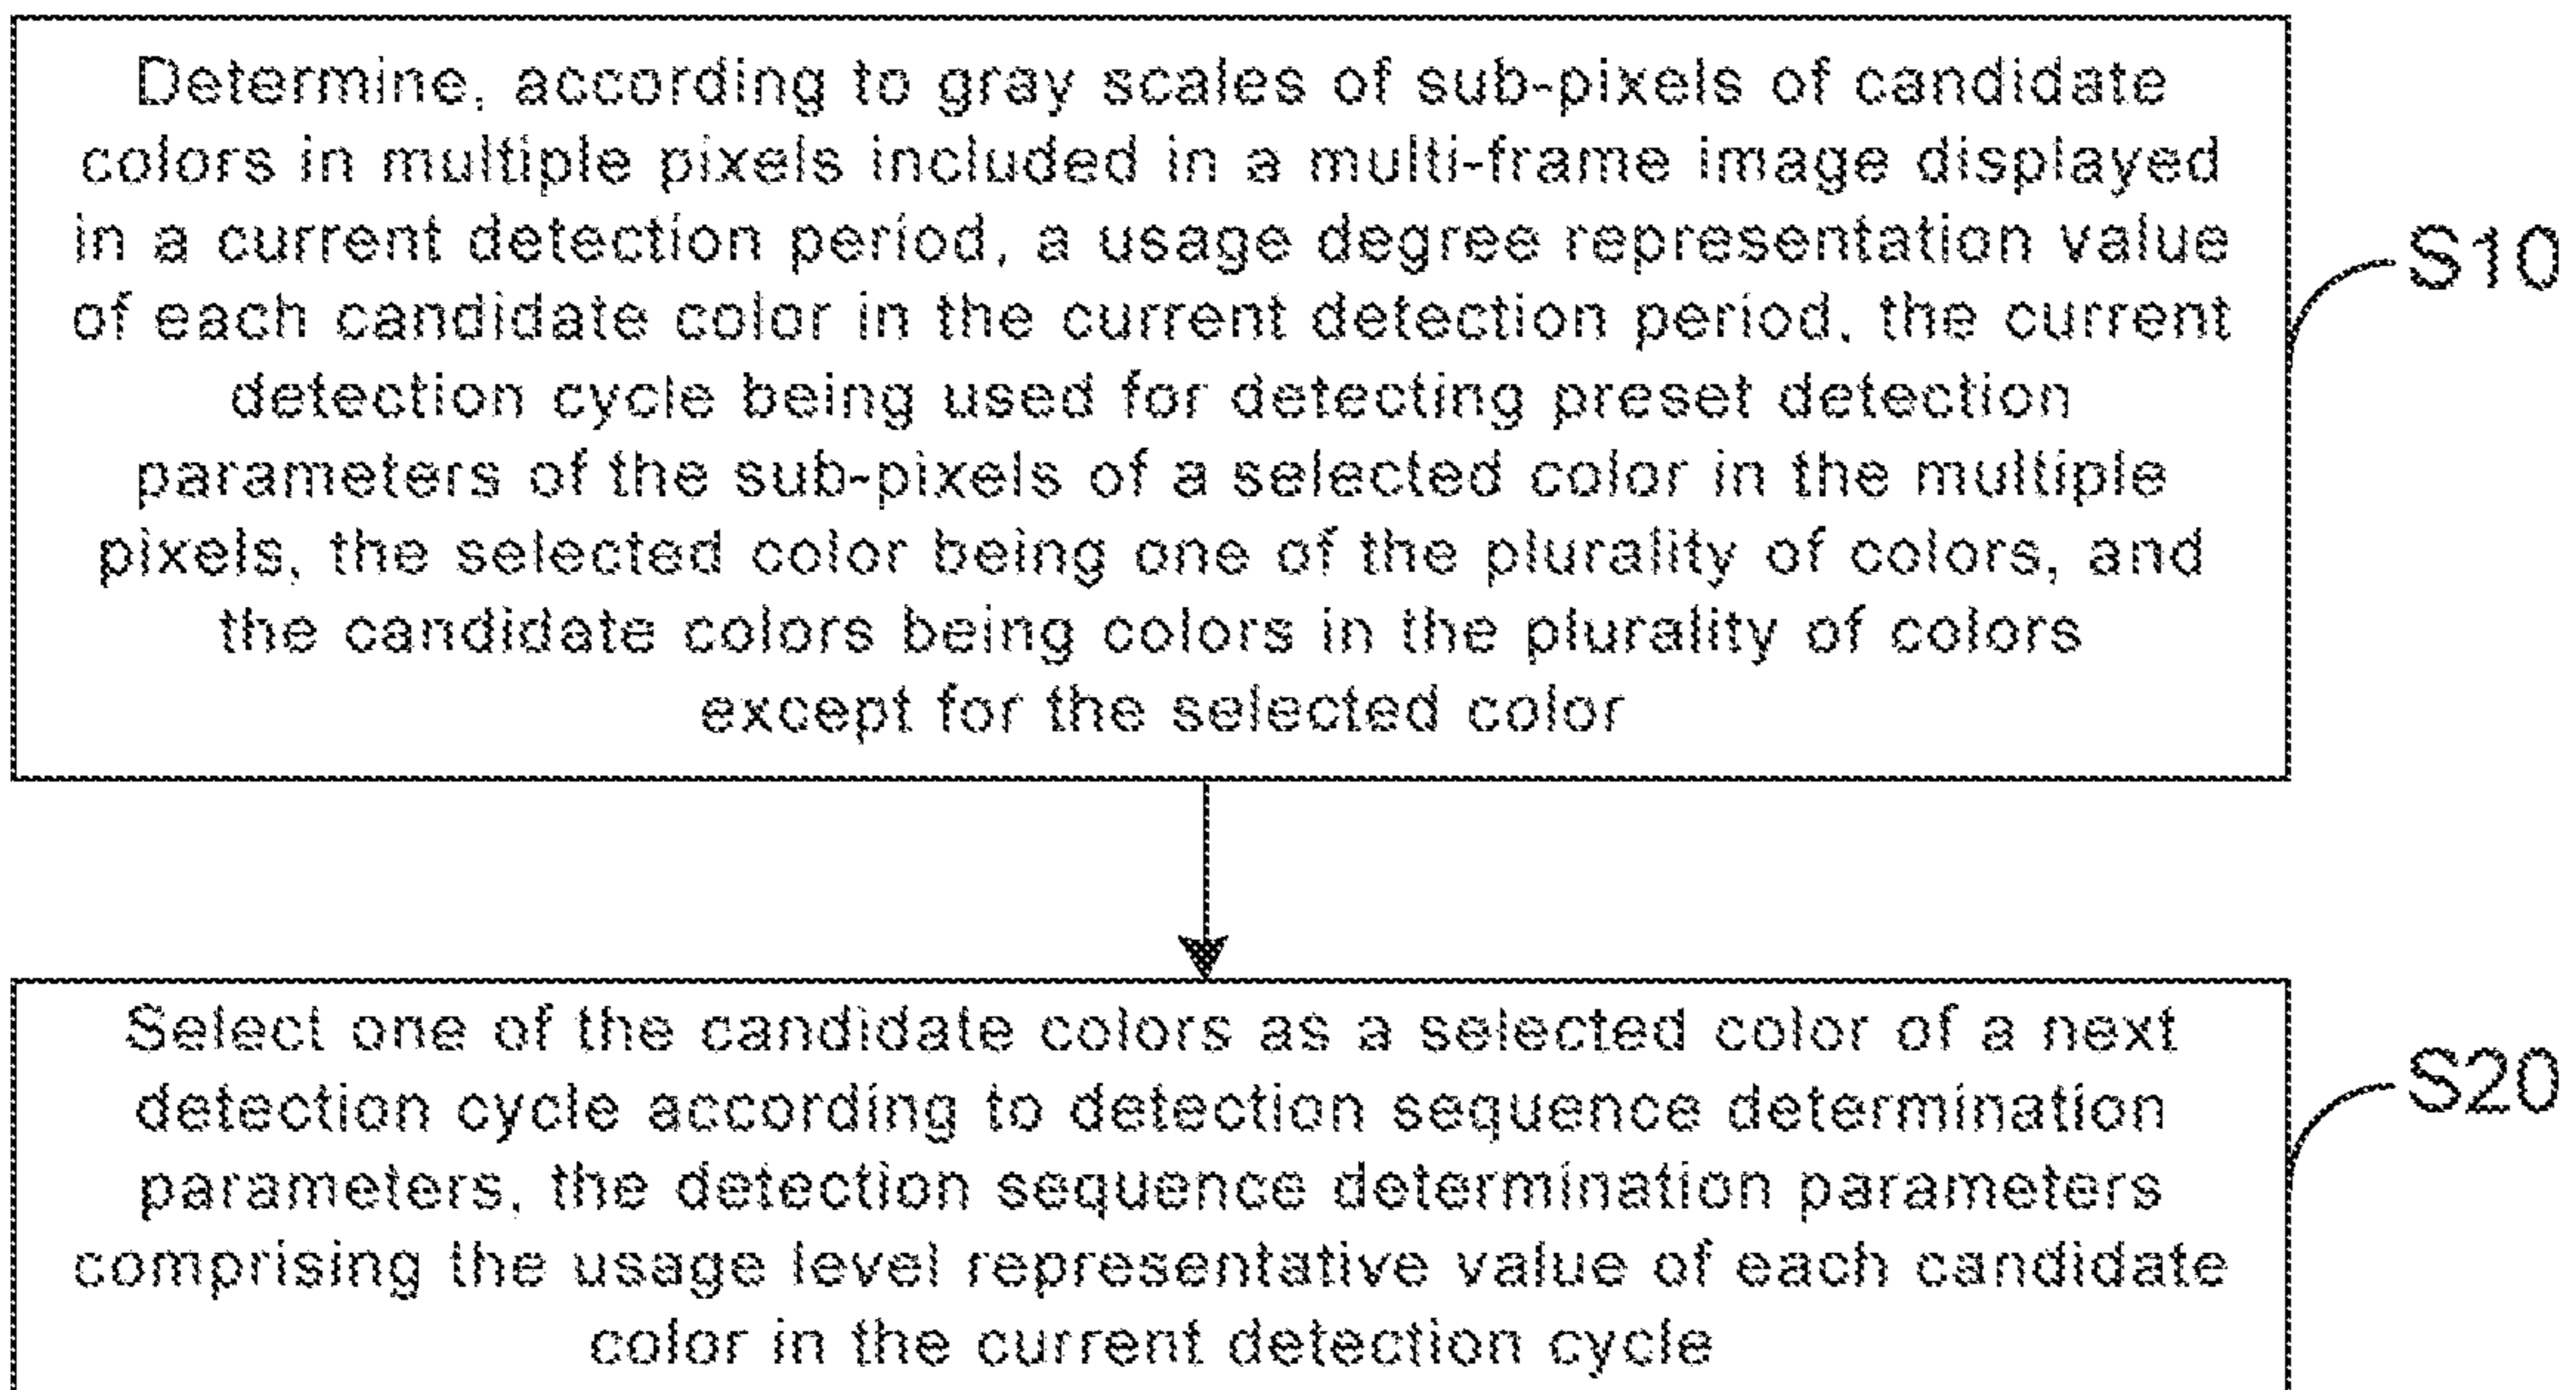 Determine, according to gray scales of sub-pixels of candidate
colors in multiple pixels included in a multi-frame image displayed
in a current detection period, a usage degree representation value
of each candidate color in the current detection period, the current
detection cycle being used for detecting preset detection
parameters of the sub-pixels of a selected color in the multiple
pixels, the selected color being one of the plurality of colors, and
the candidate colors being colors in the plurality of colors
except for the selected color
S10
Select one of the candidate colors as a selected color of a next
detection cycle according to detection sequence determination
parameters, the detection sequence determination parameters
comprising the usage level representative value of each candidate
color in the current detection cycle
S20